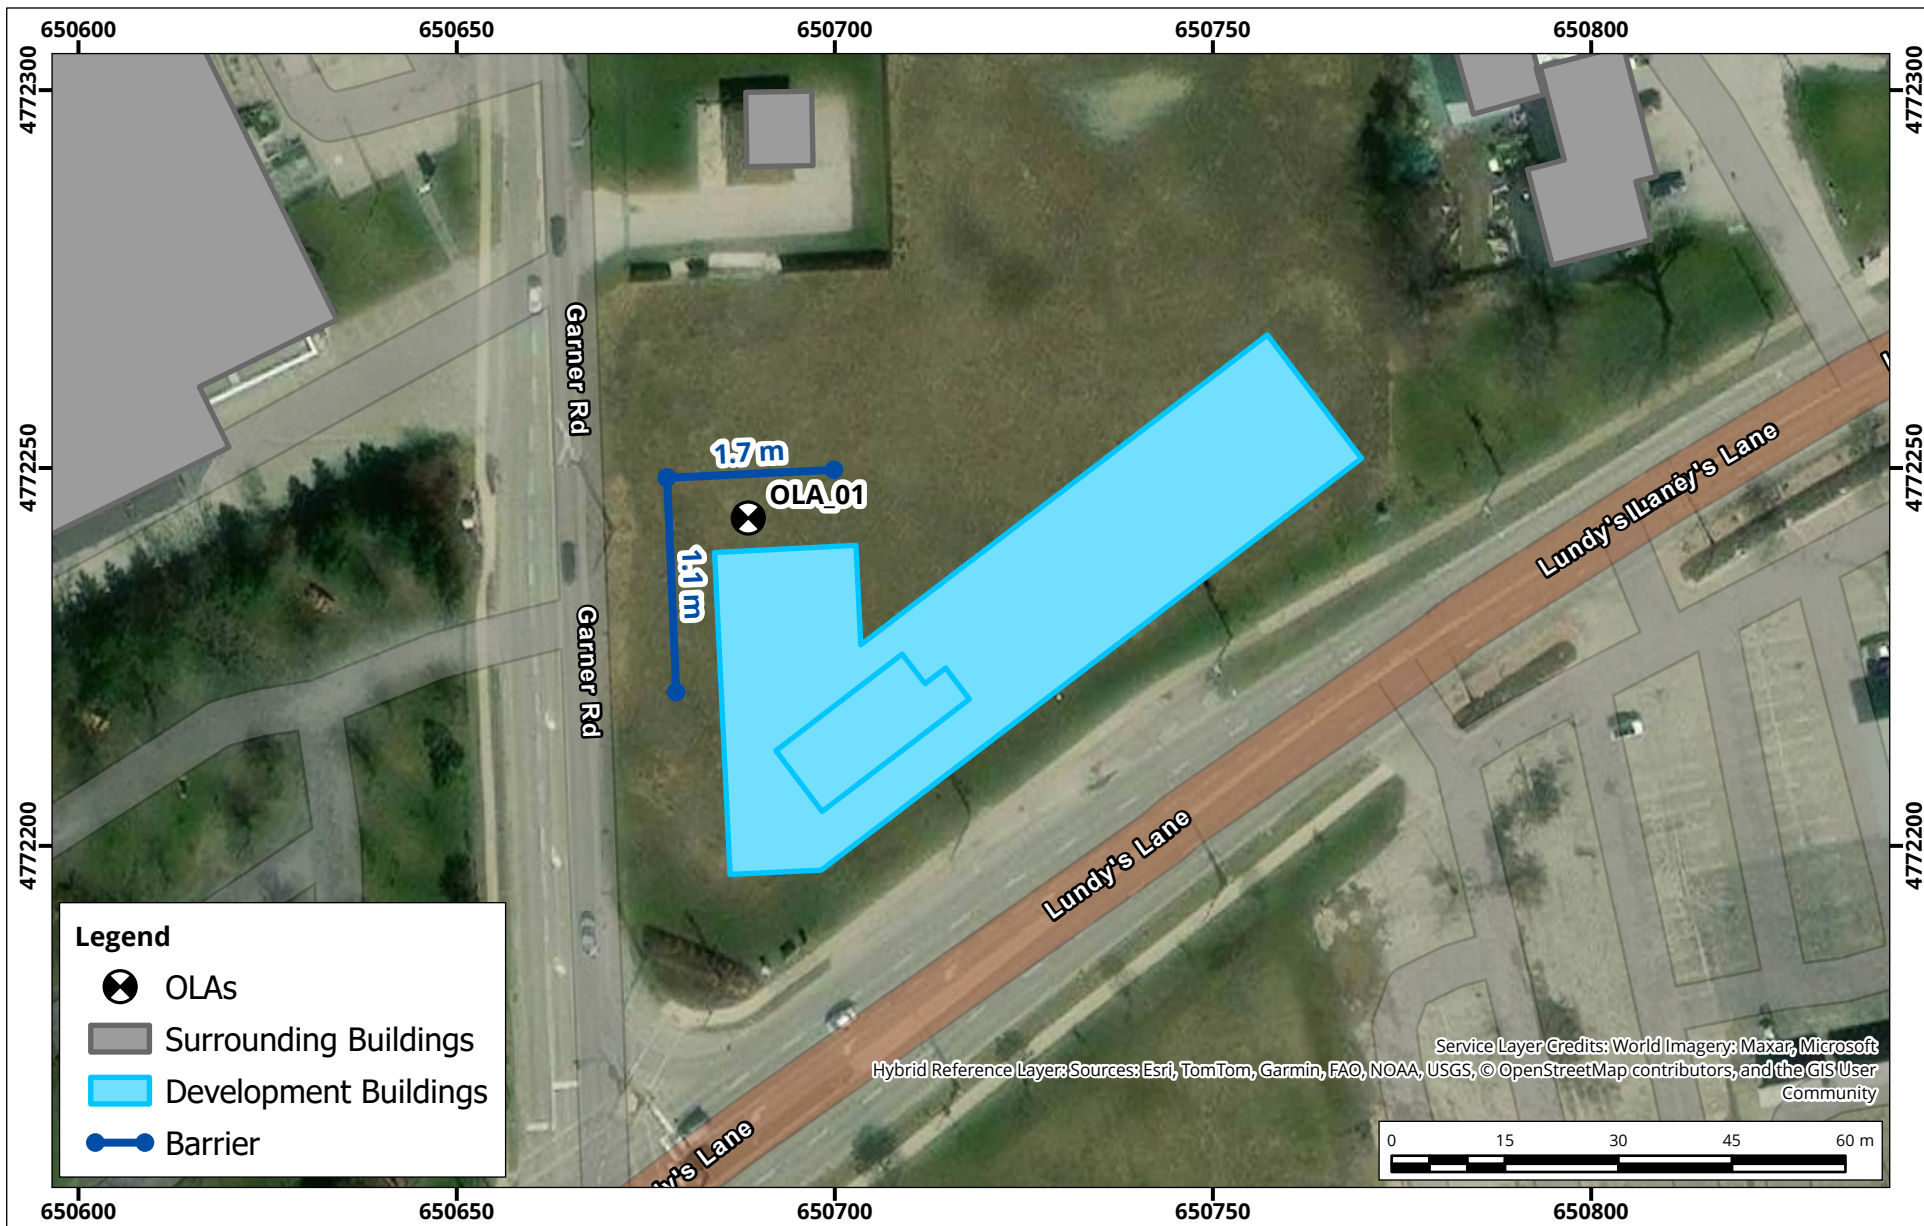 650600
650650
650700
650750
650800
4772300
4772300
Garner Rd
1.7 m
OLA_01
4772250
4772250
Lundy's Lane
Lundy's Lane
1.1 m
Garner Rd
4772200
4772200
Lundy's Lane
Legend
OLAs
Surrounding Buildings
Development Buildings
Barrier
Service Layer Credits: World Imagery: Maxar, Microsoft
Hybrid Reference Layer: Sources: Esri, TomTom, Garmin, FAO, NOAA, USGS, © OpenStreetMap contributors, and the GIS User
Community
dy's Lane
0 15 30 45 60 m
650600
650650
650700
650750
650800